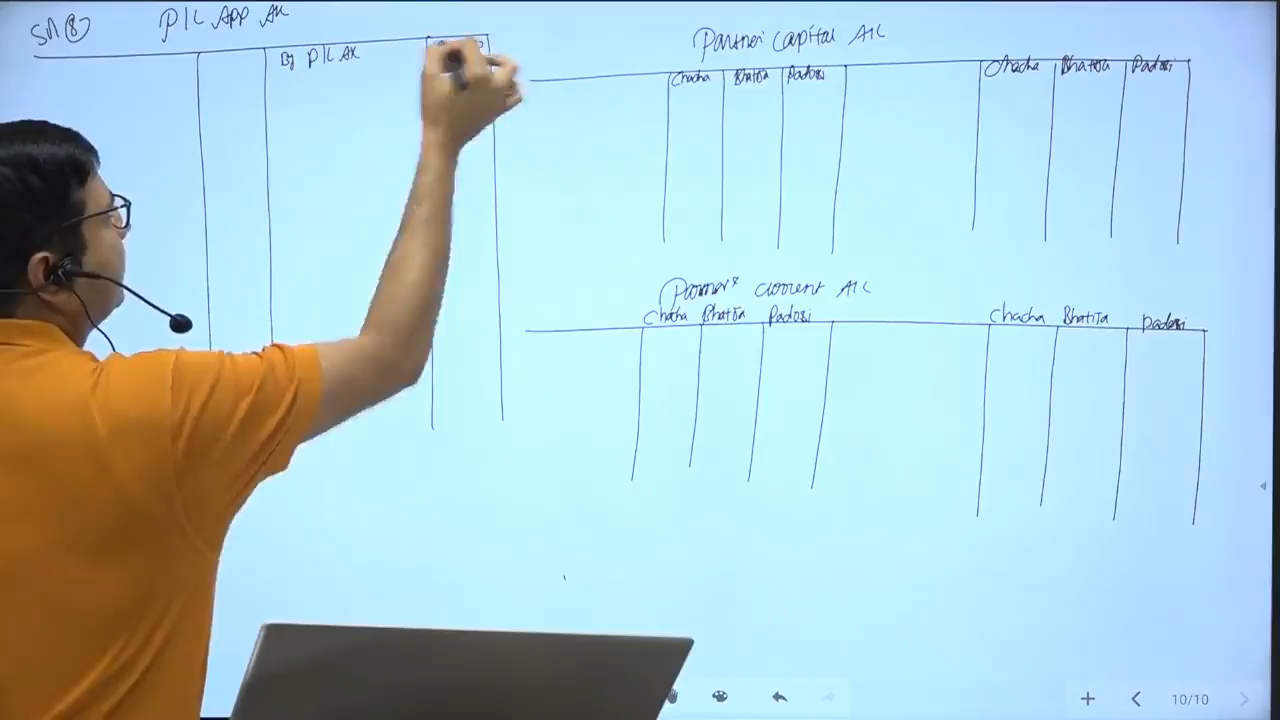 Sn ⑧ P/L App A/c
By P/L A/c
Partner Capital A/c
Chacha Bhatija Padosi Chacha Bhatija Padosi
Partner's current A/c
Chacha Bhatija Padosi Chacha Bhatija Padosi
10/10